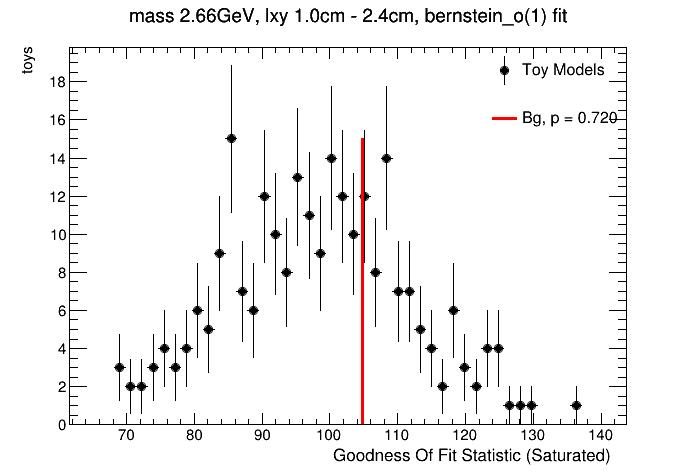 mass 2.66GeV, lxy 1.0cm - 2.4cm, bernstein_o(1) fit
toys
Toy Models
Bg, p = 0.720
18
16
14
12
10
8
6
4
2
0
70 80 90 100 110 120 130 140
Goodness Of Fit Statistic (Saturated)